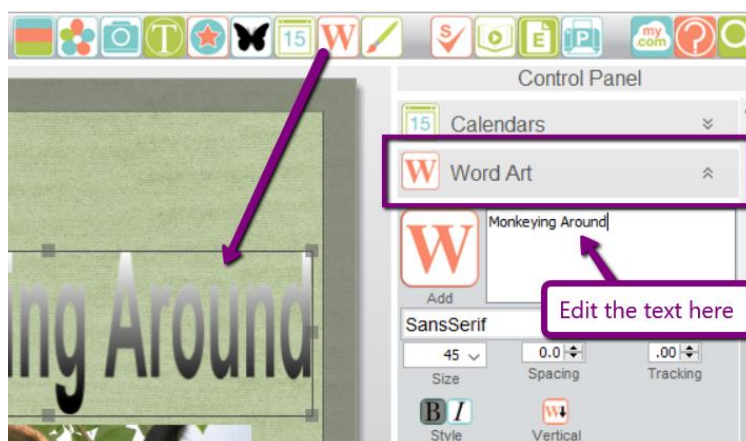 T
15
W
S
E
P
my
.com
?
Control Panel
15 Calendars
W Word Art
W
Monkeying Around
Add
Edit the text here
SansSerif
45 0.0 .00
Size Spacing Tracking
B I W
Style Vertical
ing Around